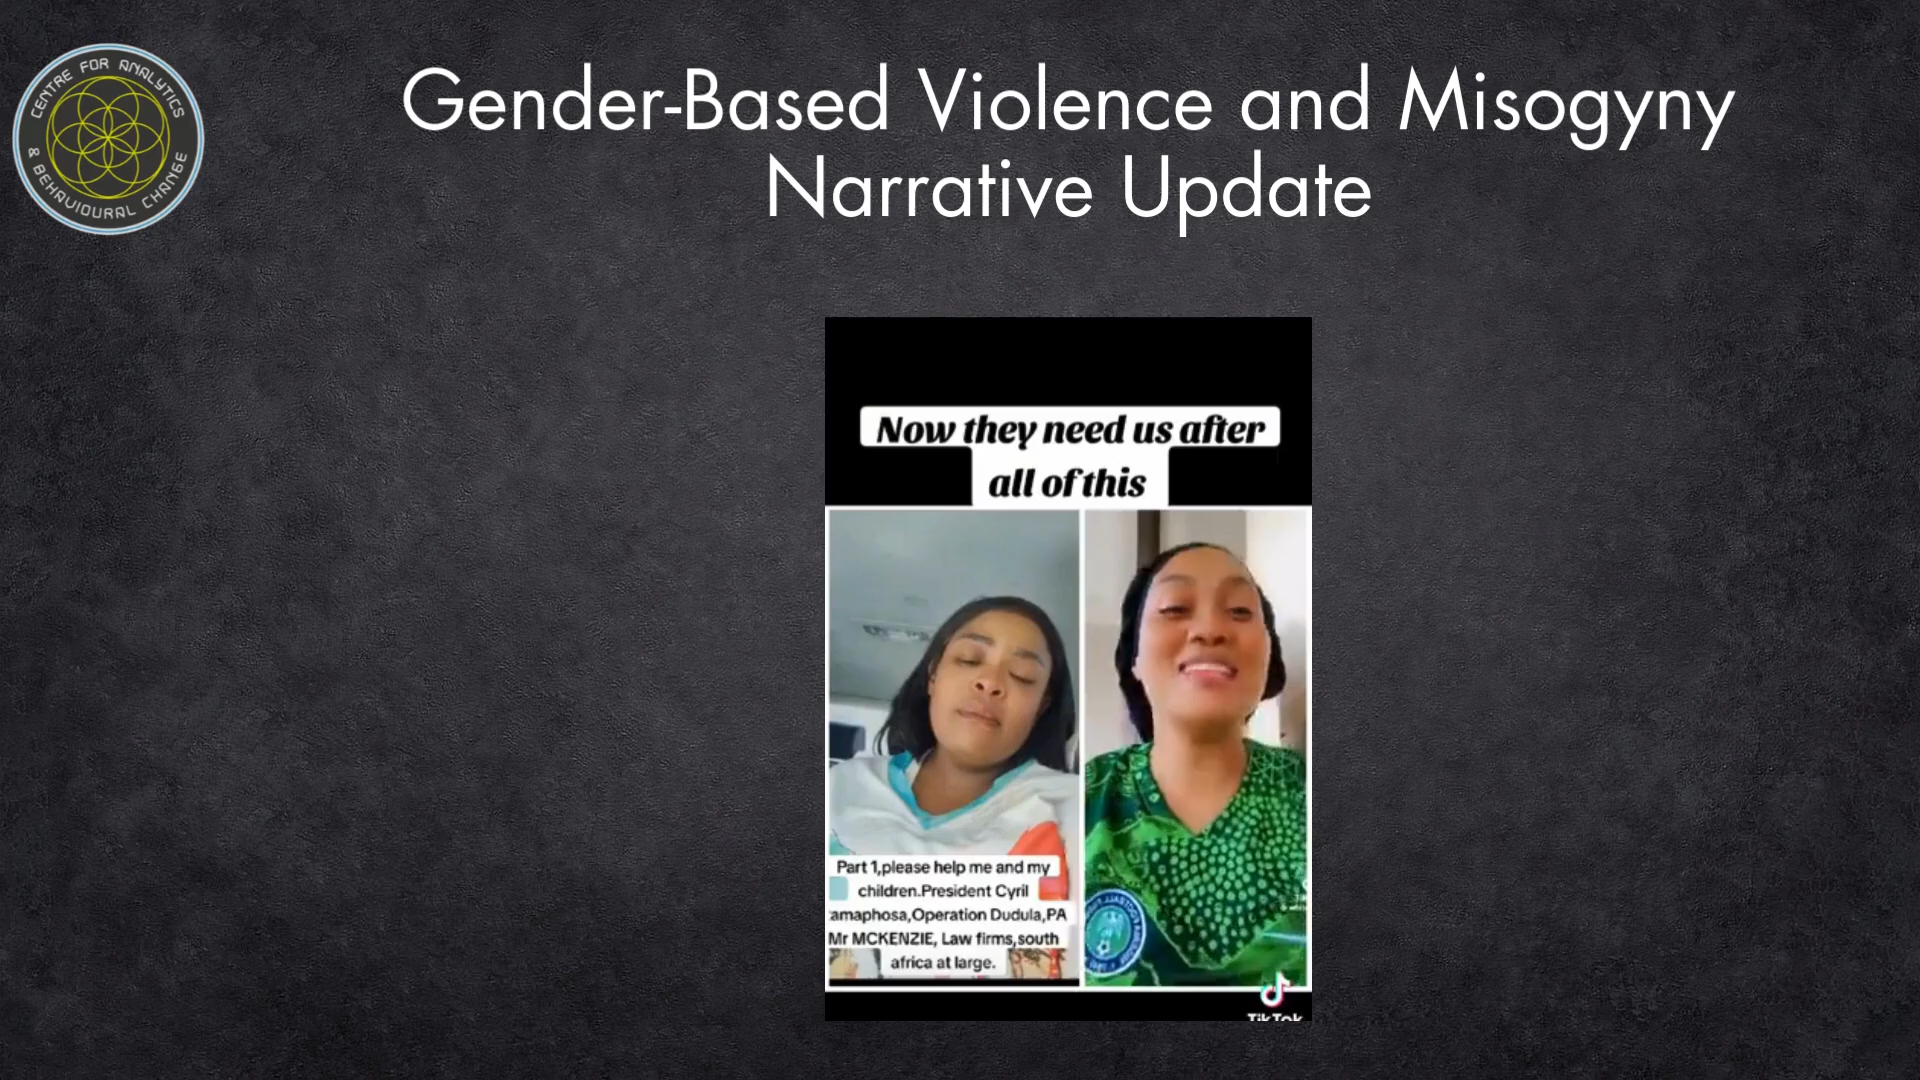 CENTRE FOR ANALYTICS
& BEHAVIOURAL CHANGE
Gender-Based Violence and Misogyny
Narrative Update
Now they need us after
all of this
Part 1,please help me and my
children.President Cyril
amaphosa,Operation Dudula,PA
Mr MCKENZIE, Law firms,south
africa at large.
TikTok